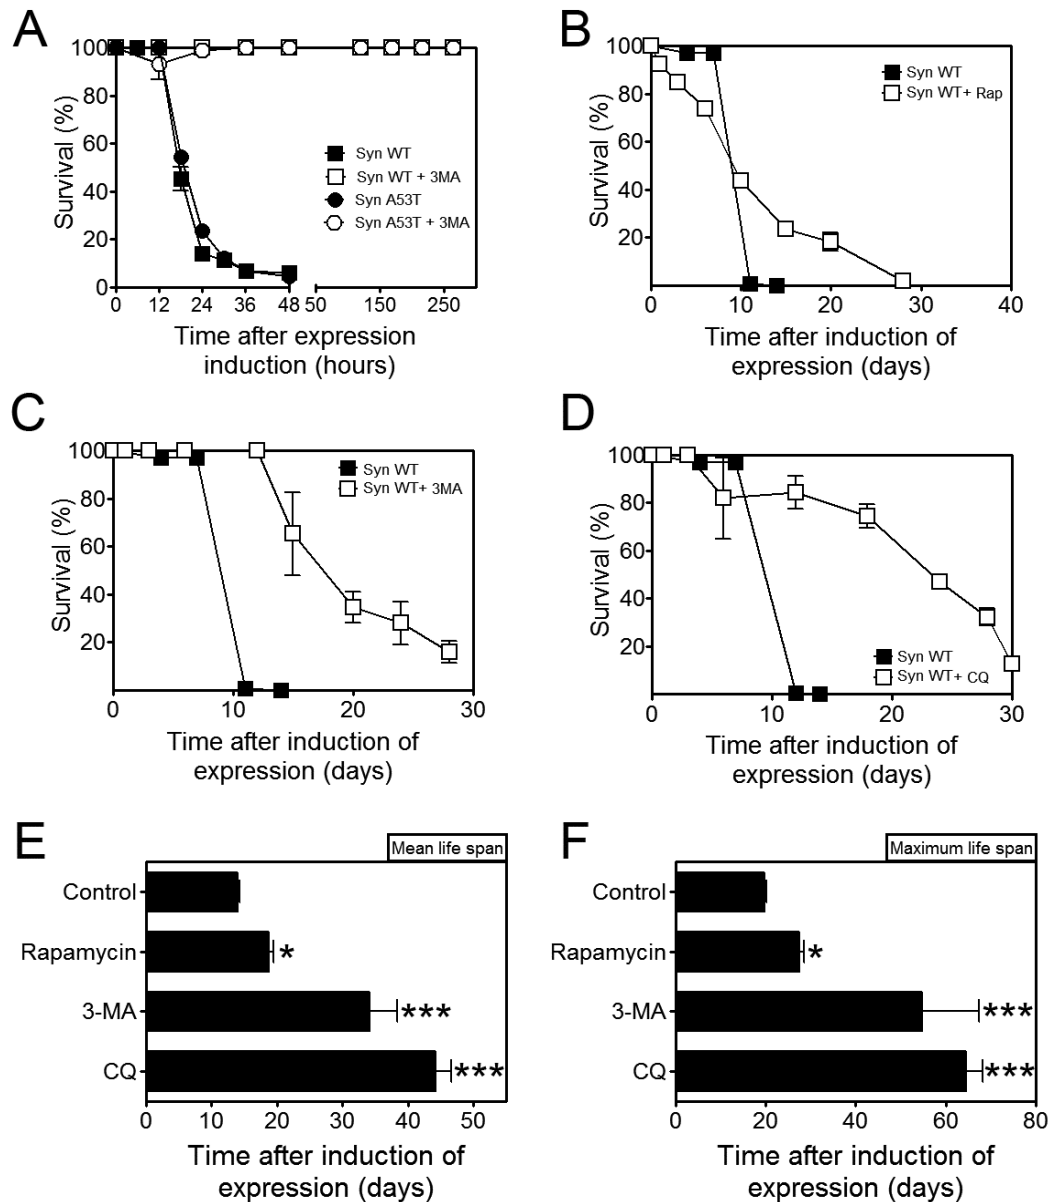 A
Survival (%)
100
80
60
40
20
0
Syn WT
Syn WT + 3MA
Syn A53T
Syn A53T + 3MA
0 12 24 36 48 50 150 250
Time after expression
induction (hours)
B
Survival (%)
100
80
60
40
20
Syn WT
Syn WT+ Rap
0 10 20 30 40
Time after induction of
expression (days)
C
Survival (%)
100
80
60
40
20
Syn WT
Syn WT+ 3MA
0 10 20 30
Time after induction of
expression (days)
D
Survival (%)
100
80
60
40
20
Syn WT
Syn WT+ CQ
0 10 20 30
Time after induction of
expression (days)
E
Mean life span
Control
Rapamycin *
3-MA ***
CQ ***
0 10 20 30 40 50
Time after induction of
expression (days)
F
Maximum life span
Control
Rapamycin *
3-MA ***
CQ ***
0 20 40 60 80
Time after induction of
expression (days)